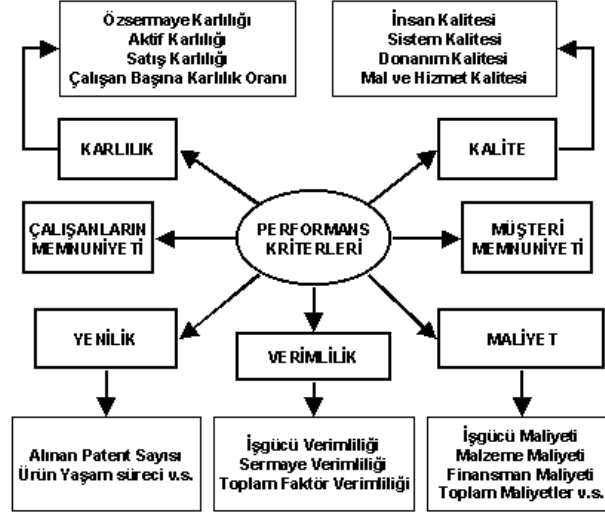 Özsermaye Karlılığı
Aktif Karlılığı
Satış Karlılığı
Çalışan Başına Karlılık Oranı
İnsan Kalitesi
Sistem Kalitesi
Donanım Kalitesi
Mal ve Hizmet Kalitesi
KARLILIK
KALİTE
ÇALIŞANLARIN
MEMNUNİYETİ
PERFORMANS
KRİTERLERİ
MÜŞTERİ
MEMNUNİYETİ
YENİLİK
VERİMLİLİK
MALİYET
Alınan Patent Sayısı
Ürün Yaşam süreci v.s.
İşgücü Verimliliği
Sermaye Verimliliği
Toplam Faktör Verimliliği
İşgücü Maliyeti
Malzeme Maliyeti
Finansman Maliyeti
Toplam Maliyetler v.s.